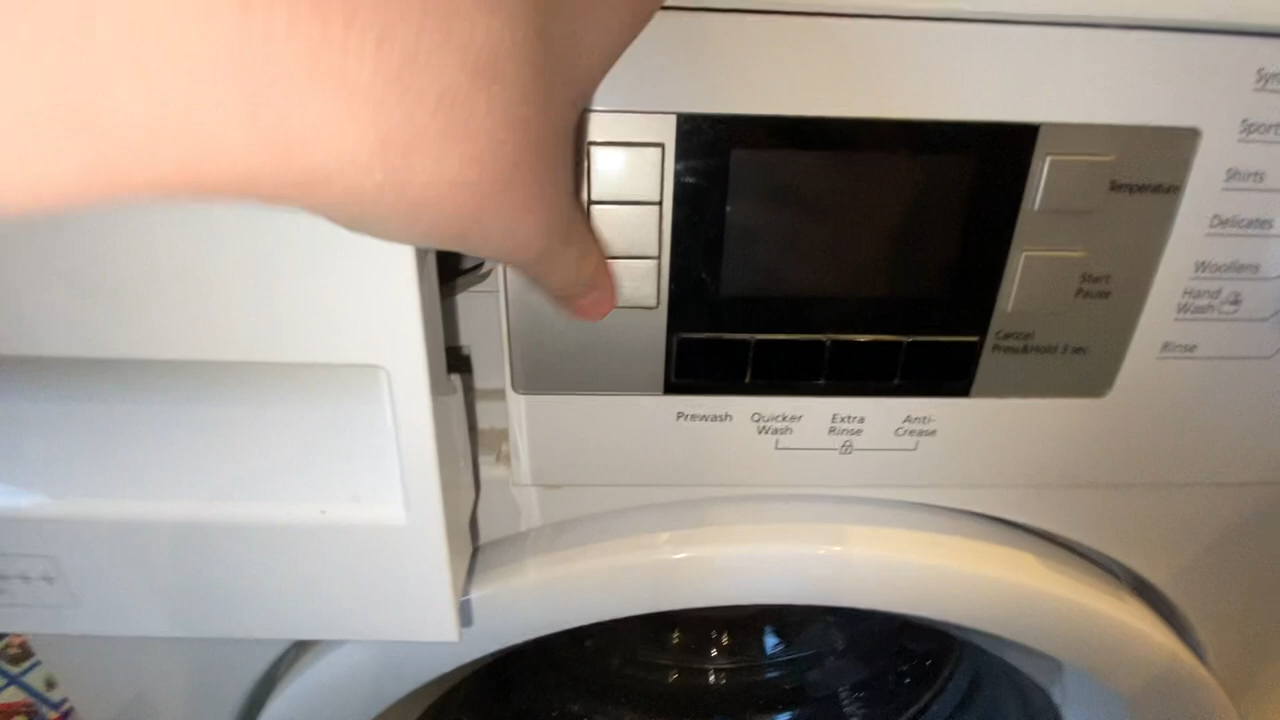 Sports
Shirts
Temperature
Delicates
Woollens
Start
Pause
Hand
Wash
Cancel
Press&Hold 3 sec
Rinse
Prewash
Quicker
Wash
Extra
Rinse
Anti-
Crease